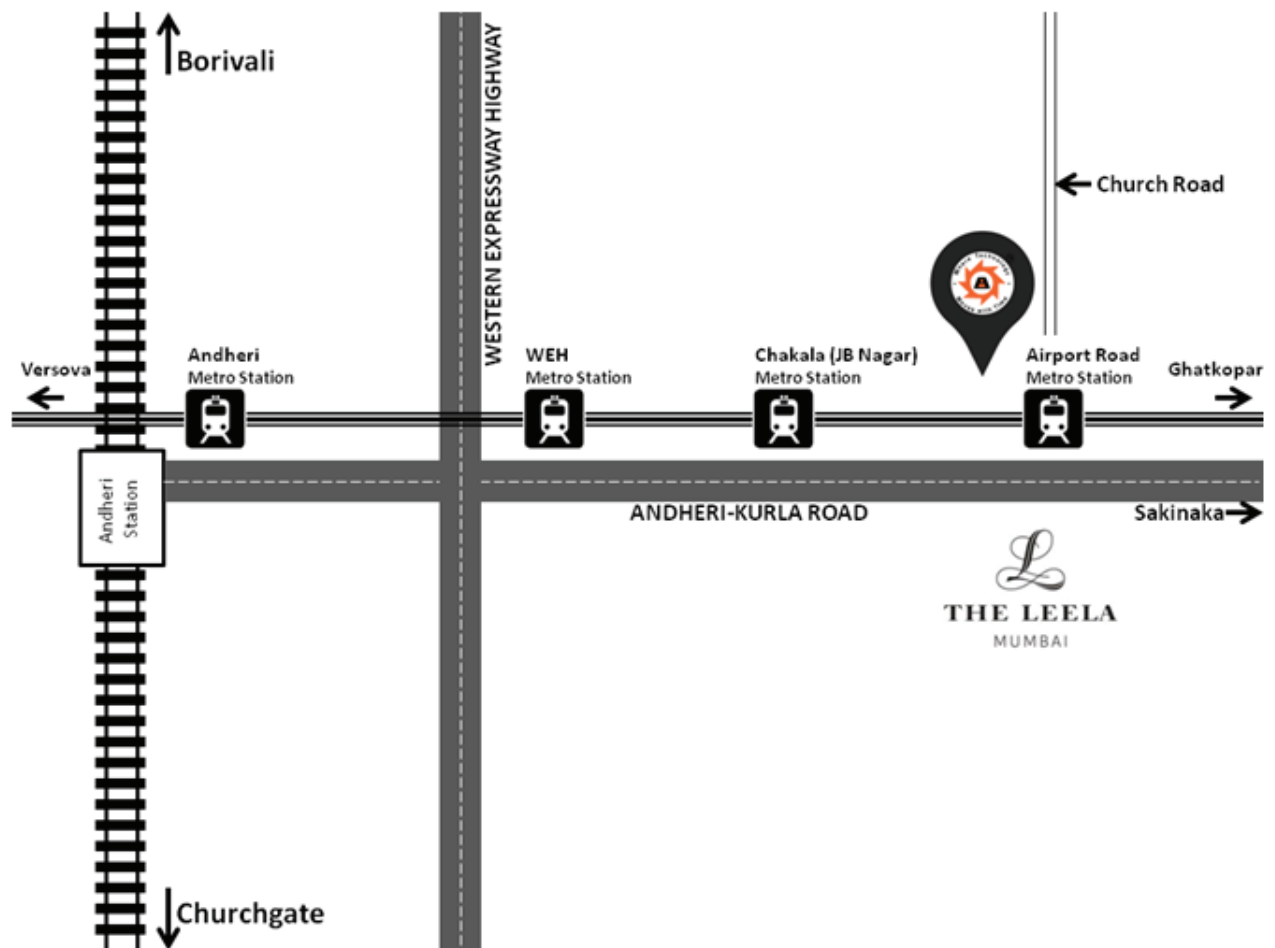 Borivali
WESTERN EXPRESSWAY HIGHWAY
Church Road
Versova
Andheri
Metro Station
WEH
Metro Station
Chakala (JB Nagar)
Metro Station
Airport Road
Metro Station
Ghatkopar
Andheri
Station
ANDHERI-KURLA ROAD
Sakinaka
L
THE LEELA
MUMBAI
Churchgate